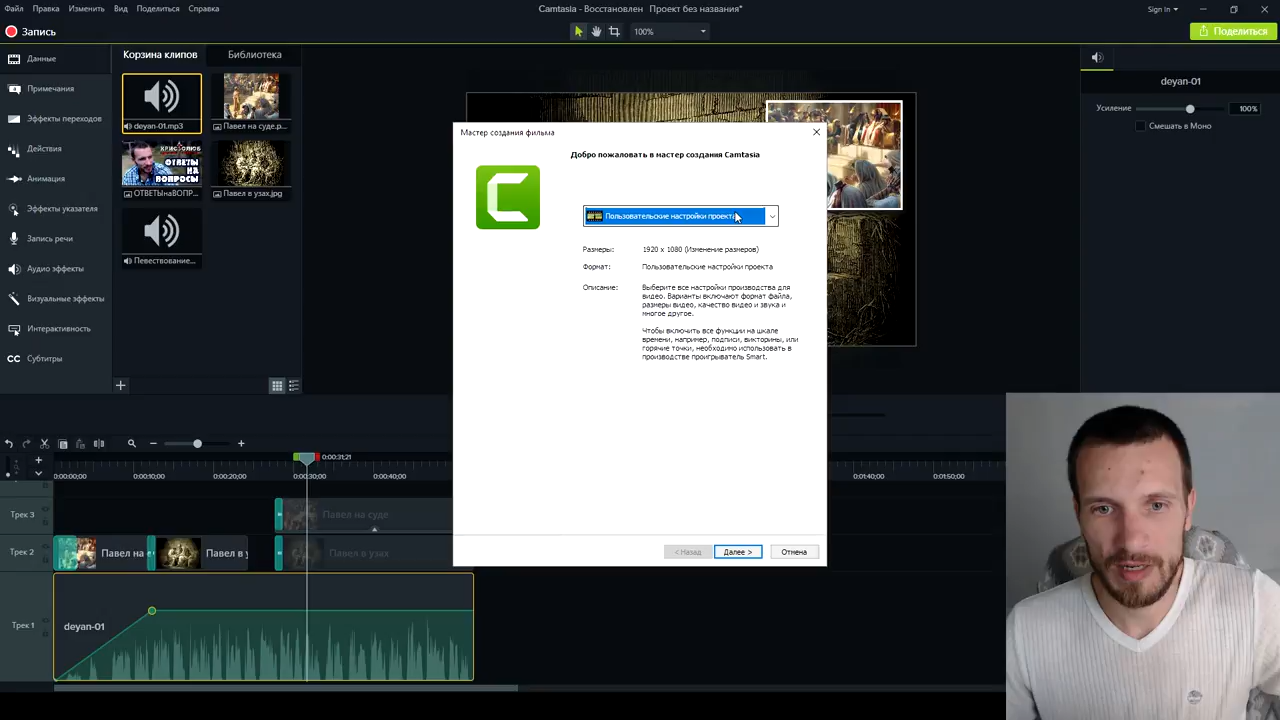 Файл Правка Изменить Вид Поделиться Справка
Camtasia - Восстановлен Проект без названия*
Sign In
Запись
100%
Поделиться
Данные
Примечания
Эффекты переходов
Действия
Анимация
Эффекты указателя
Запись речи
Аудио эффекты
Визуальные эффекты
Интерактивность
CC Субтитры
Корзина клипов Библиотека
deyan-01.mp3
Павел на суде.p...
КРИСТОЛЮБ
ОТВЕТЫ
НА
ВОПРОСЫ
ОТВЕТЫнаВОПР...
Павел в узах.jpg
Певествование...
Мастер создания фильма
Добро пожаловать в мастер создания Camtasia
Пользовательские настройки проекта
Размеры: 1920 x 1080 (Изменение размеров)
Формат: Пользовательские настройки проекта
Описание: Выберите все настройки производства для
видео. Варианты включают формат файла,
размеры видео, качество видео и звука и
многое другое.
Чтобы включить все функции на шкале
времени, например, подписи, викторины, или
горячие точки, необходимо использовать в
производстве проигрыватель Smart.
< Назад Далее > Отмена
deyan-01
Усиление 100%
Смешать в Моно
0:00:31;21
0:00:00;00 0:00:10;00 0:00:20;00 0:00:30;00 0:00:40;00 0:01:40;00 0:01:50;00
Трек 3 Павел на суде
Трек 2 Павел на Павел в у Павел в узах
Трек 1 deyan-01